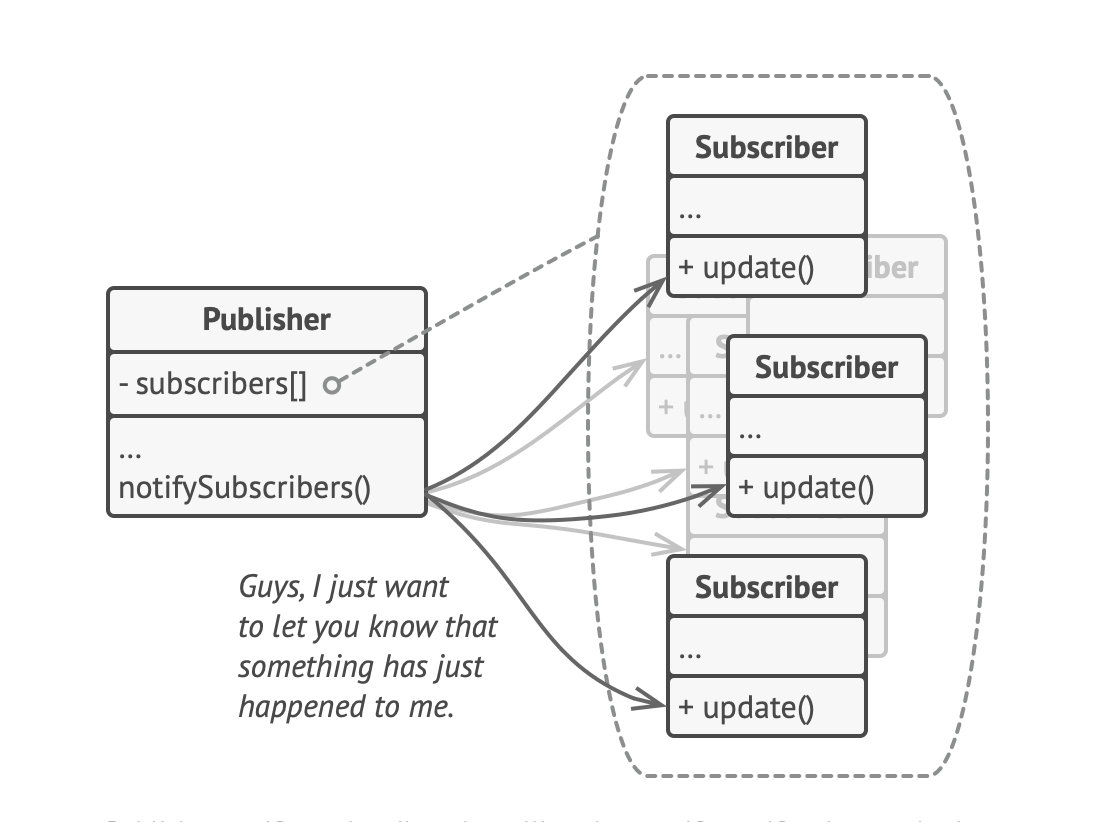 Subscriber
...
+ update()
iber
Publisher
- subscribers[]
...
notifySubscribers()
...
+
S
...
+
S
Subscriber
...
+ update()
Guys, I just want
to let you know that
something has just
happened to me.
Subscriber
...
+ update()